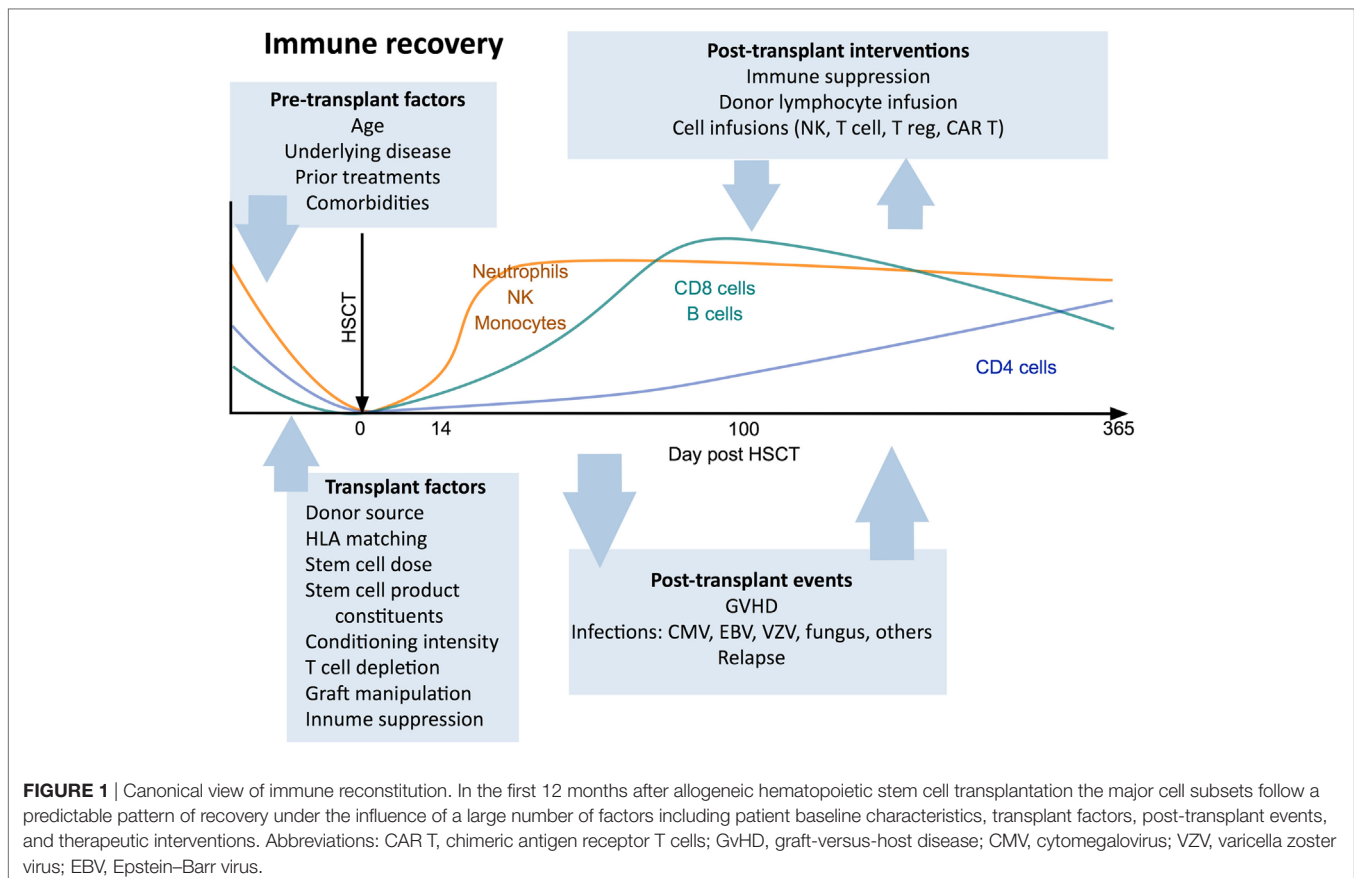 Immune recovery
Pre-transplant factors
Age
Underlying disease
Prior treatments
Comorbidities
Post-transplant interventions
Immune suppression
Donor lymphocyte infusion
Cell infusions (NK, T cell, T reg, CAR T)
HSCT
Neutrophils
NK
Monocytes
CD8 cells
B cells
CD4 cells
0 14 100 365
Day post HSCT
Transplant factors
Donor source
HLA matching
Stem cell dose
Stem cell product
constituents
Conditioning intensity
T cell depletion
Graft manipulation
Innume suppression
Post-transplant events
GVHD
Infections: CMV, EBV, VZV, fungus, others
Relapse
FIGURE 1 | Canonical view of immune reconstitution. In the first 12 months after allogeneic hematopoietic stem cell transplantation the major cell subsets follow a
predictable pattern of recovery under the influence of a large number of factors including patient baseline characteristics, transplant factors, post-transplant events,
and therapeutic interventions. Abbreviations: CAR T, chimeric antigen receptor T cells; GvHD, graft-versus-host disease; CMV, cytomegalovirus; VZV, varicella zoster
virus; EBV, Epstein–Barr virus.